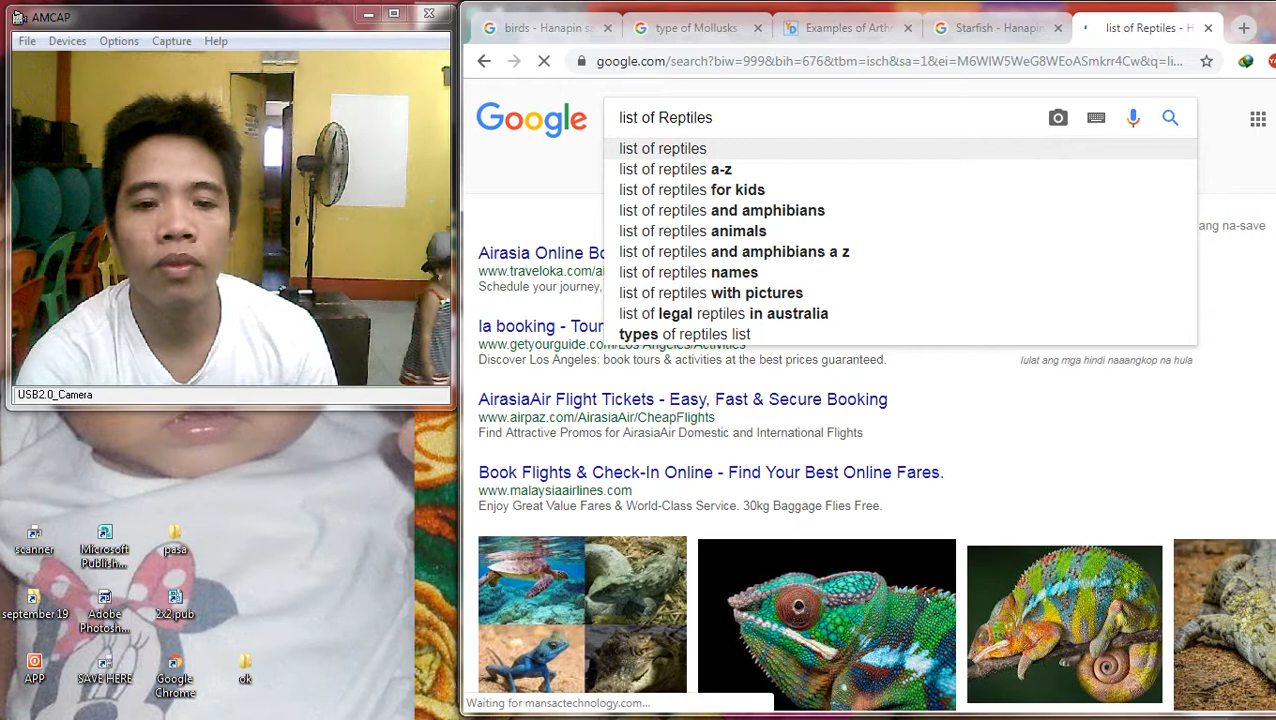 AMCAP
File Devices Options Capture Help
USB2.0_Camera
scanner
Microsoft
Publish...
pasa
september 19
Adobe
Photosh...
2x2.pub
APP
SAVE HERE
Google
Chrome
ok
birds - Hanapin sa
type of Mollusks
Examples of Arth
Starfish - Hanapin
list of Reptiles - H
google.com/search?biw=999&bih=676&tbm=isch&sa=1&ei=M6WIW5WeG8WEoASmkrr4Cw&q=li...
Google
list of Reptiles
list of reptiles
list of reptiles a-z
list of reptiles for kids
list of reptiles and amphibians
list of reptiles animals
list of reptiles and amphibians a z
list of reptiles names
list of reptiles with pictures
list of legal reptiles in australia
types of reptiles list
Iulat ang mga hindi naaangkop na hula
ang na-save
Airasia Online Bo
www.traveloka.com/ai
Schedule your journey,
la booking - Tour
www.getyourguide.com/Los Angeles/Activities
Discover Los Angeles: book tours & activities at the best prices guaranteed.
AirasiaAir Flight Tickets - Easy, Fast & Secure Booking
www.airpaz.com/AirasiaAir/CheapFlights
Find Attractive Promos for AirasiaAir Domestic and International Flights
Book Flights & Check-In Online - Find Your Best Online Fares.
www.malaysiaairlines.com
Enjoy Great Value Fares & World-Class Service. 30kg Baggage Flies Free.
Waiting for mansactechnology.com...